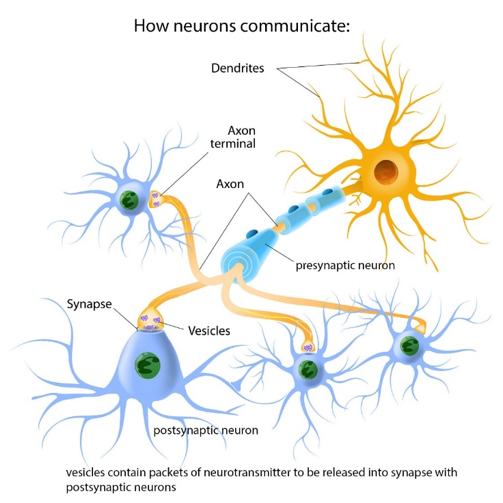 How neurons communicate:
Dendrites
Axon
terminal
Axon
presynaptic neuron
Synapse
Vesicles
postsynaptic neuron
vesicles contain packets of neurotransmitter to be released into synapse with
postsynaptic neurons